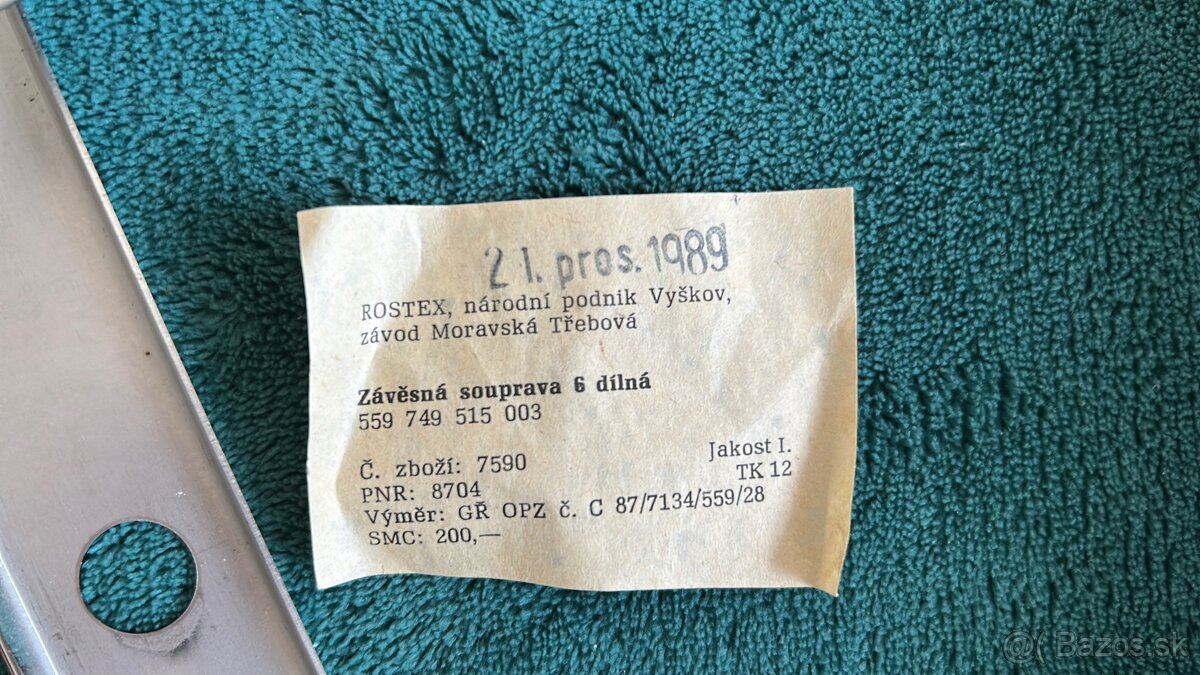 21. pros. 1989
ROSTEX, národní podnik Vyškov,
závod Moravská Třebová
Závěsná souprava 6 dílná
559 749 515 003
Č. zboží: 7590
Jakost I.
PNR: 8704
TK 12
Výměr: GŘ OPZ č. C 87/7134/559/28
SMC: 200,—
@( Bazos.sk